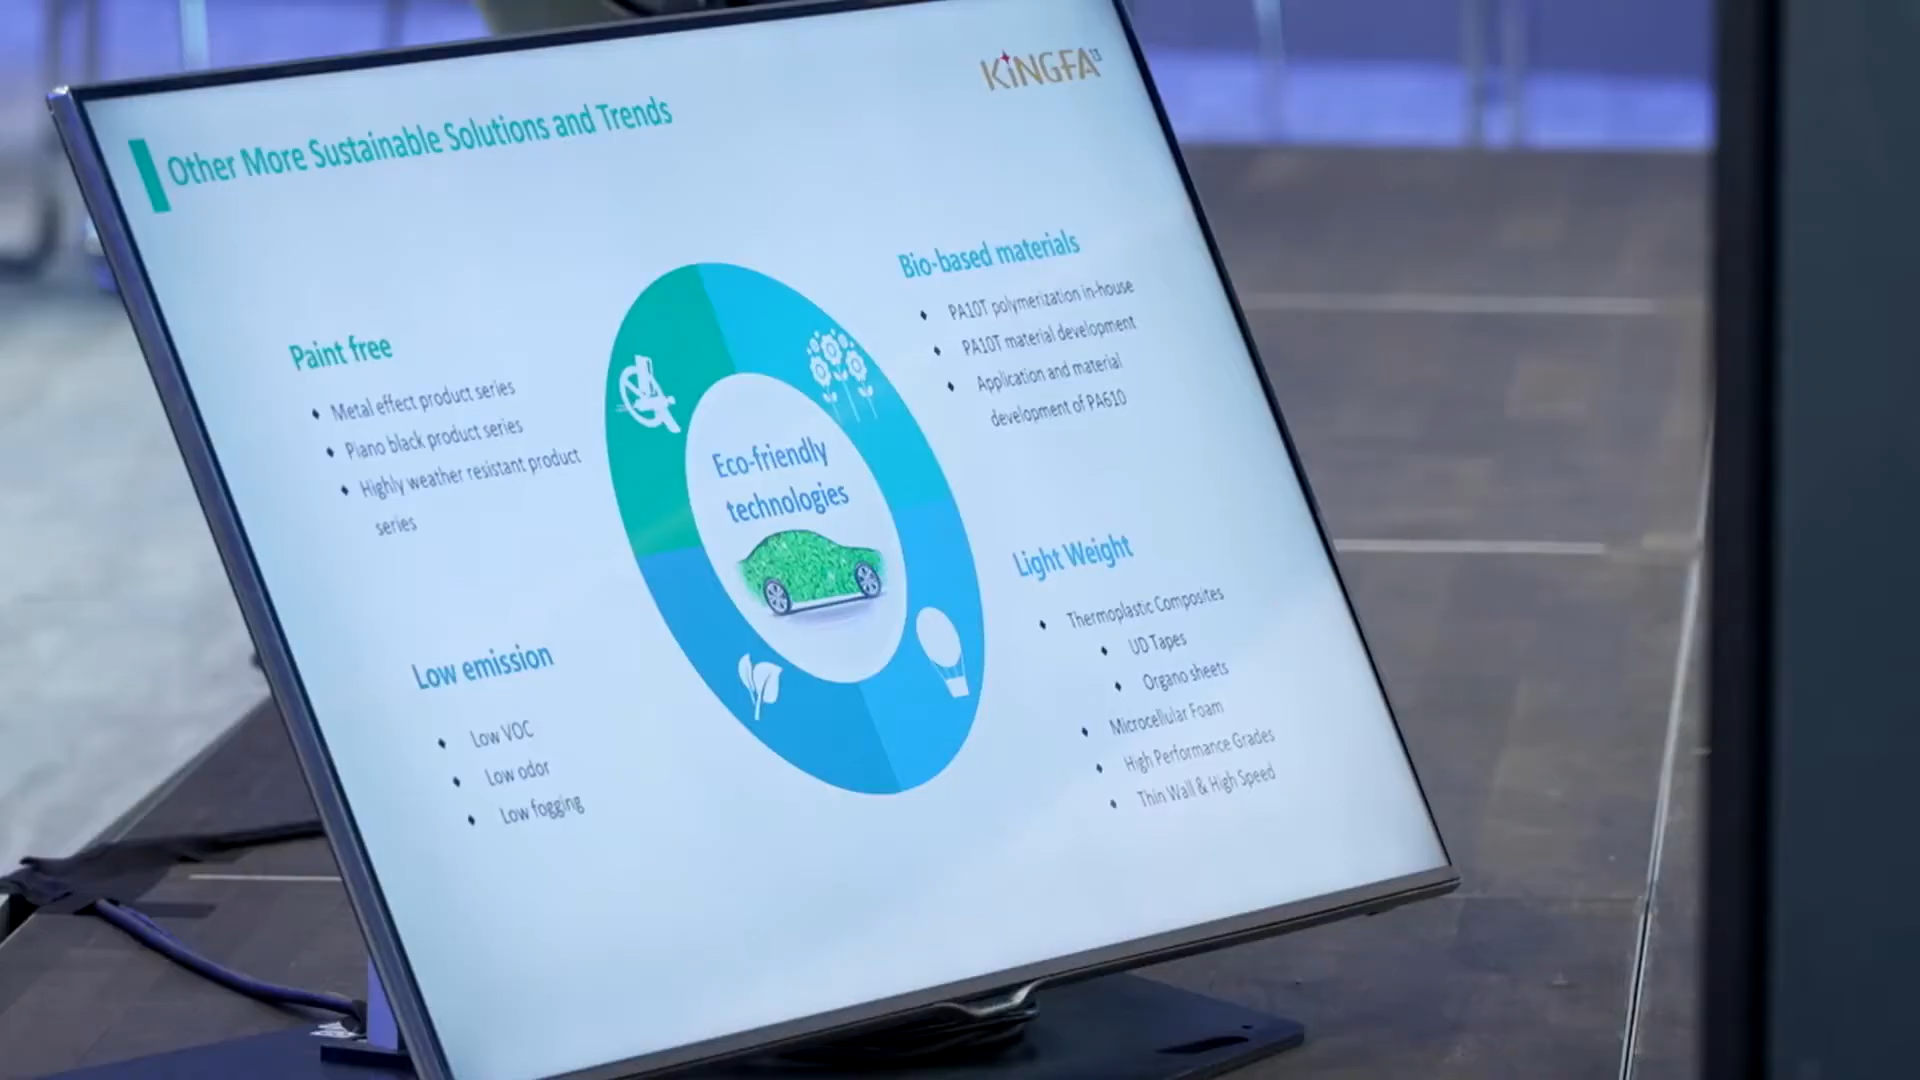 KINGFA
Other More Sustainable Solutions and Trends
Paint free
Metal effect product series
Piano black product series
Highly weather resistant product
series
Bio-based materials
PA10T polymerization in-house
PA10T material development
Application and material
development of PA610
Eco-friendly
technologies
Low emission
Low VOC
Low odor
Low fogging
Light Weight
Thermoplastic Composites
UD Tapes
Organo sheets
Microcellular Foam
High Performance Grades
Thin Wall & High Speed